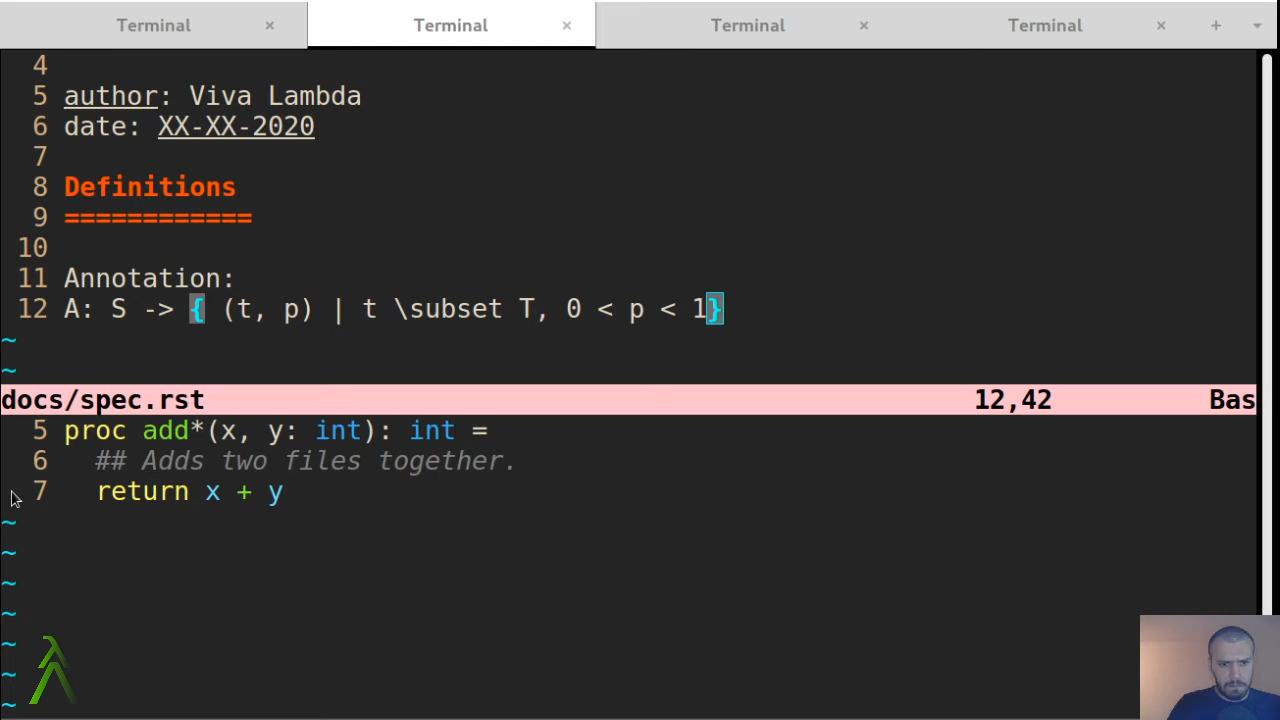 Terminal × Terminal × Terminal × Terminal × +
4
5 author: Viva Lambda
6 date: XX-XX-2020
7
8 Definitions
9 ============
10
11 Annotation:
12 A: S -> { (t, p) | t \subset T, 0 < p < 1}
~
~
docs/spec.rst 12,42 Bas
5 proc add*(x, y: int): int =
6 ## Adds two files together.
7 return x + y
~
~
~
~
~
~
~